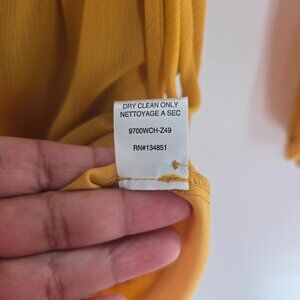 DRY CLEAN ONLY
NETTOYAGE A SEC
9700WCH-Z49
RN#134851